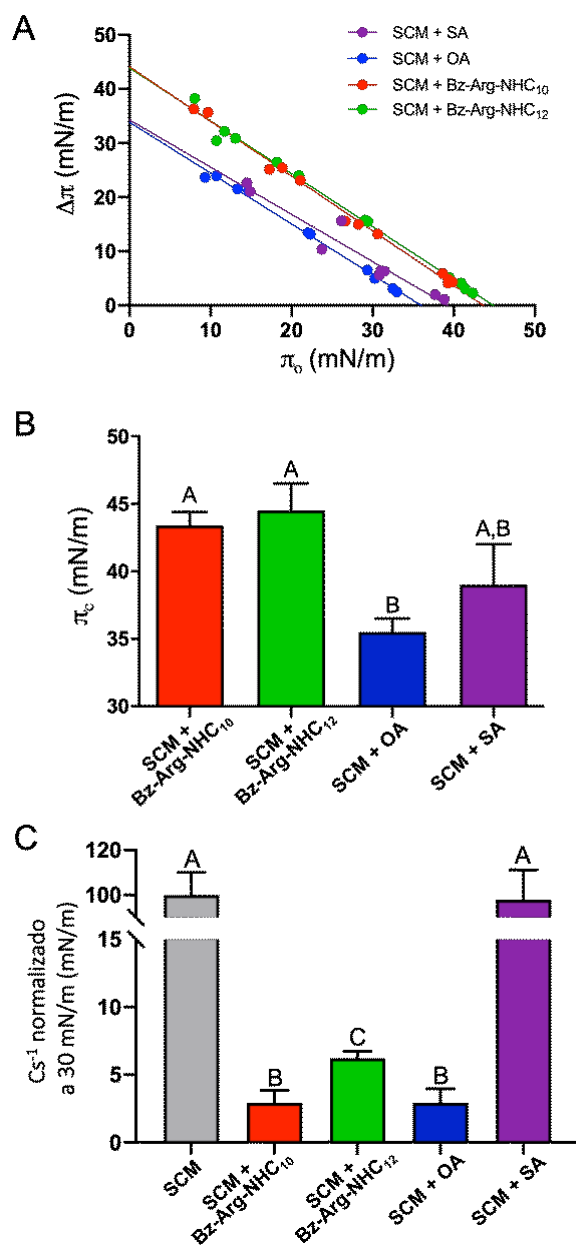 A
SCM + SA
SCM + OA
SCM + Bz-Arg-NHC₁₀
SCM + Bz-Arg-NHC₁₂
Δπ (mN/m)
50
40
30
20
10
0
0 10 20 30 40 50
πₒ (mN/m)
B
π꜀ (mN/m)
50
45
40
35
30
A
A
B
A,B
SCM +
Bz-Arg-NHC₁₀
SCM +
Bz-Arg-NHC₁₂
SCM + OA
SCM + SA
C
Cs⁻¹ normalizado
a 30 mN/m (mN/m)
120
100
15
10
5
0
A
B
C
B
A
SCM
SCM +
Bz-Arg-NHC₁₀
SCM +
Bz-Arg-NHC₁₂
SCM + OA
SCM + SA